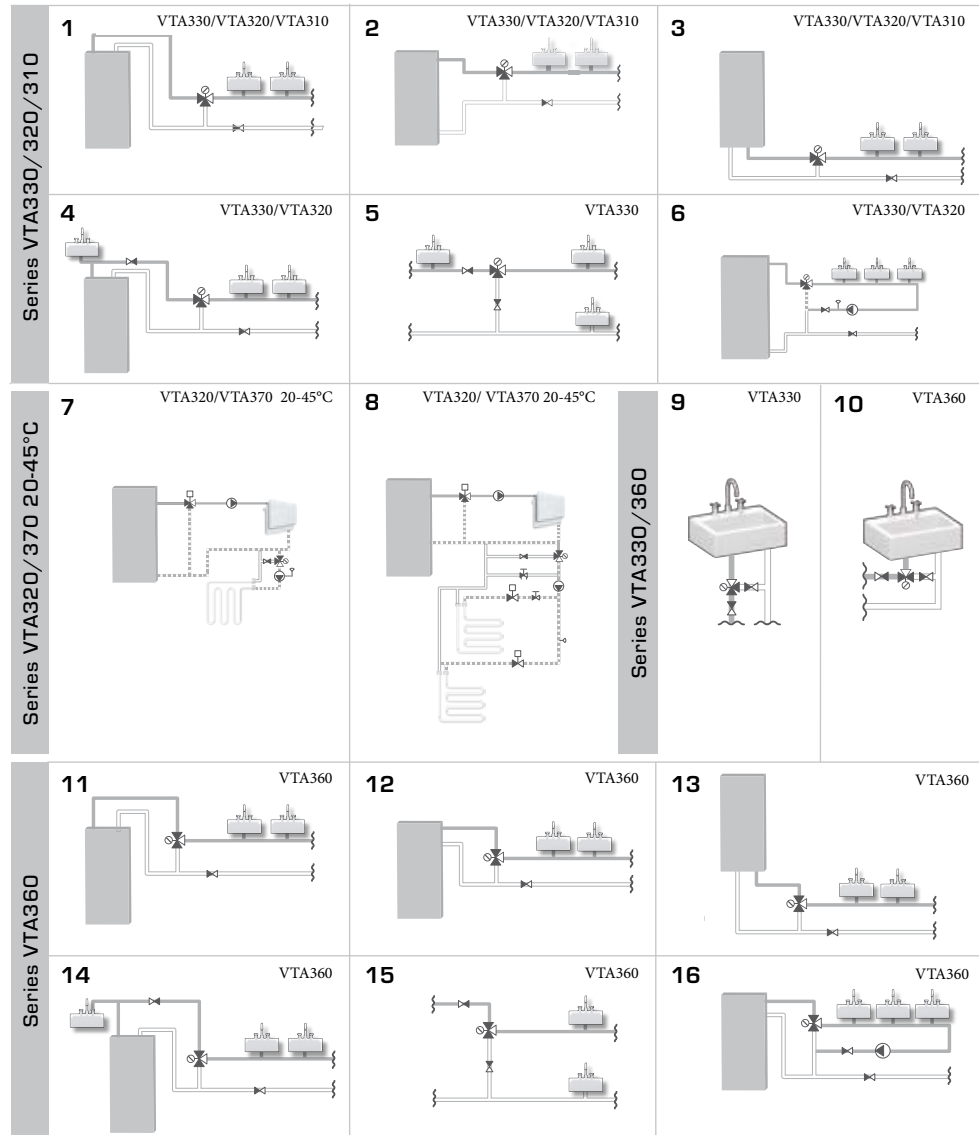 Series VTA330/320/310
1 VTA330/VTA320/VTA310
2 VTA330/VTA320/VTA310
3 VTA330/VTA320/VTA310
4 VTA330/VTA320
5 VTA330
6 VTA330/VTA320
Series VTA320/370 20-45°C
7 VTA320/VTA370 20-45°C
8 VTA320/ VTA370 20-45°C
Series VTA330/360
9 VTA330
10 VTA360
Series VTA360
11 VTA360
12 VTA360
13 VTA360
14 VTA360
15 VTA360
16 VTA360